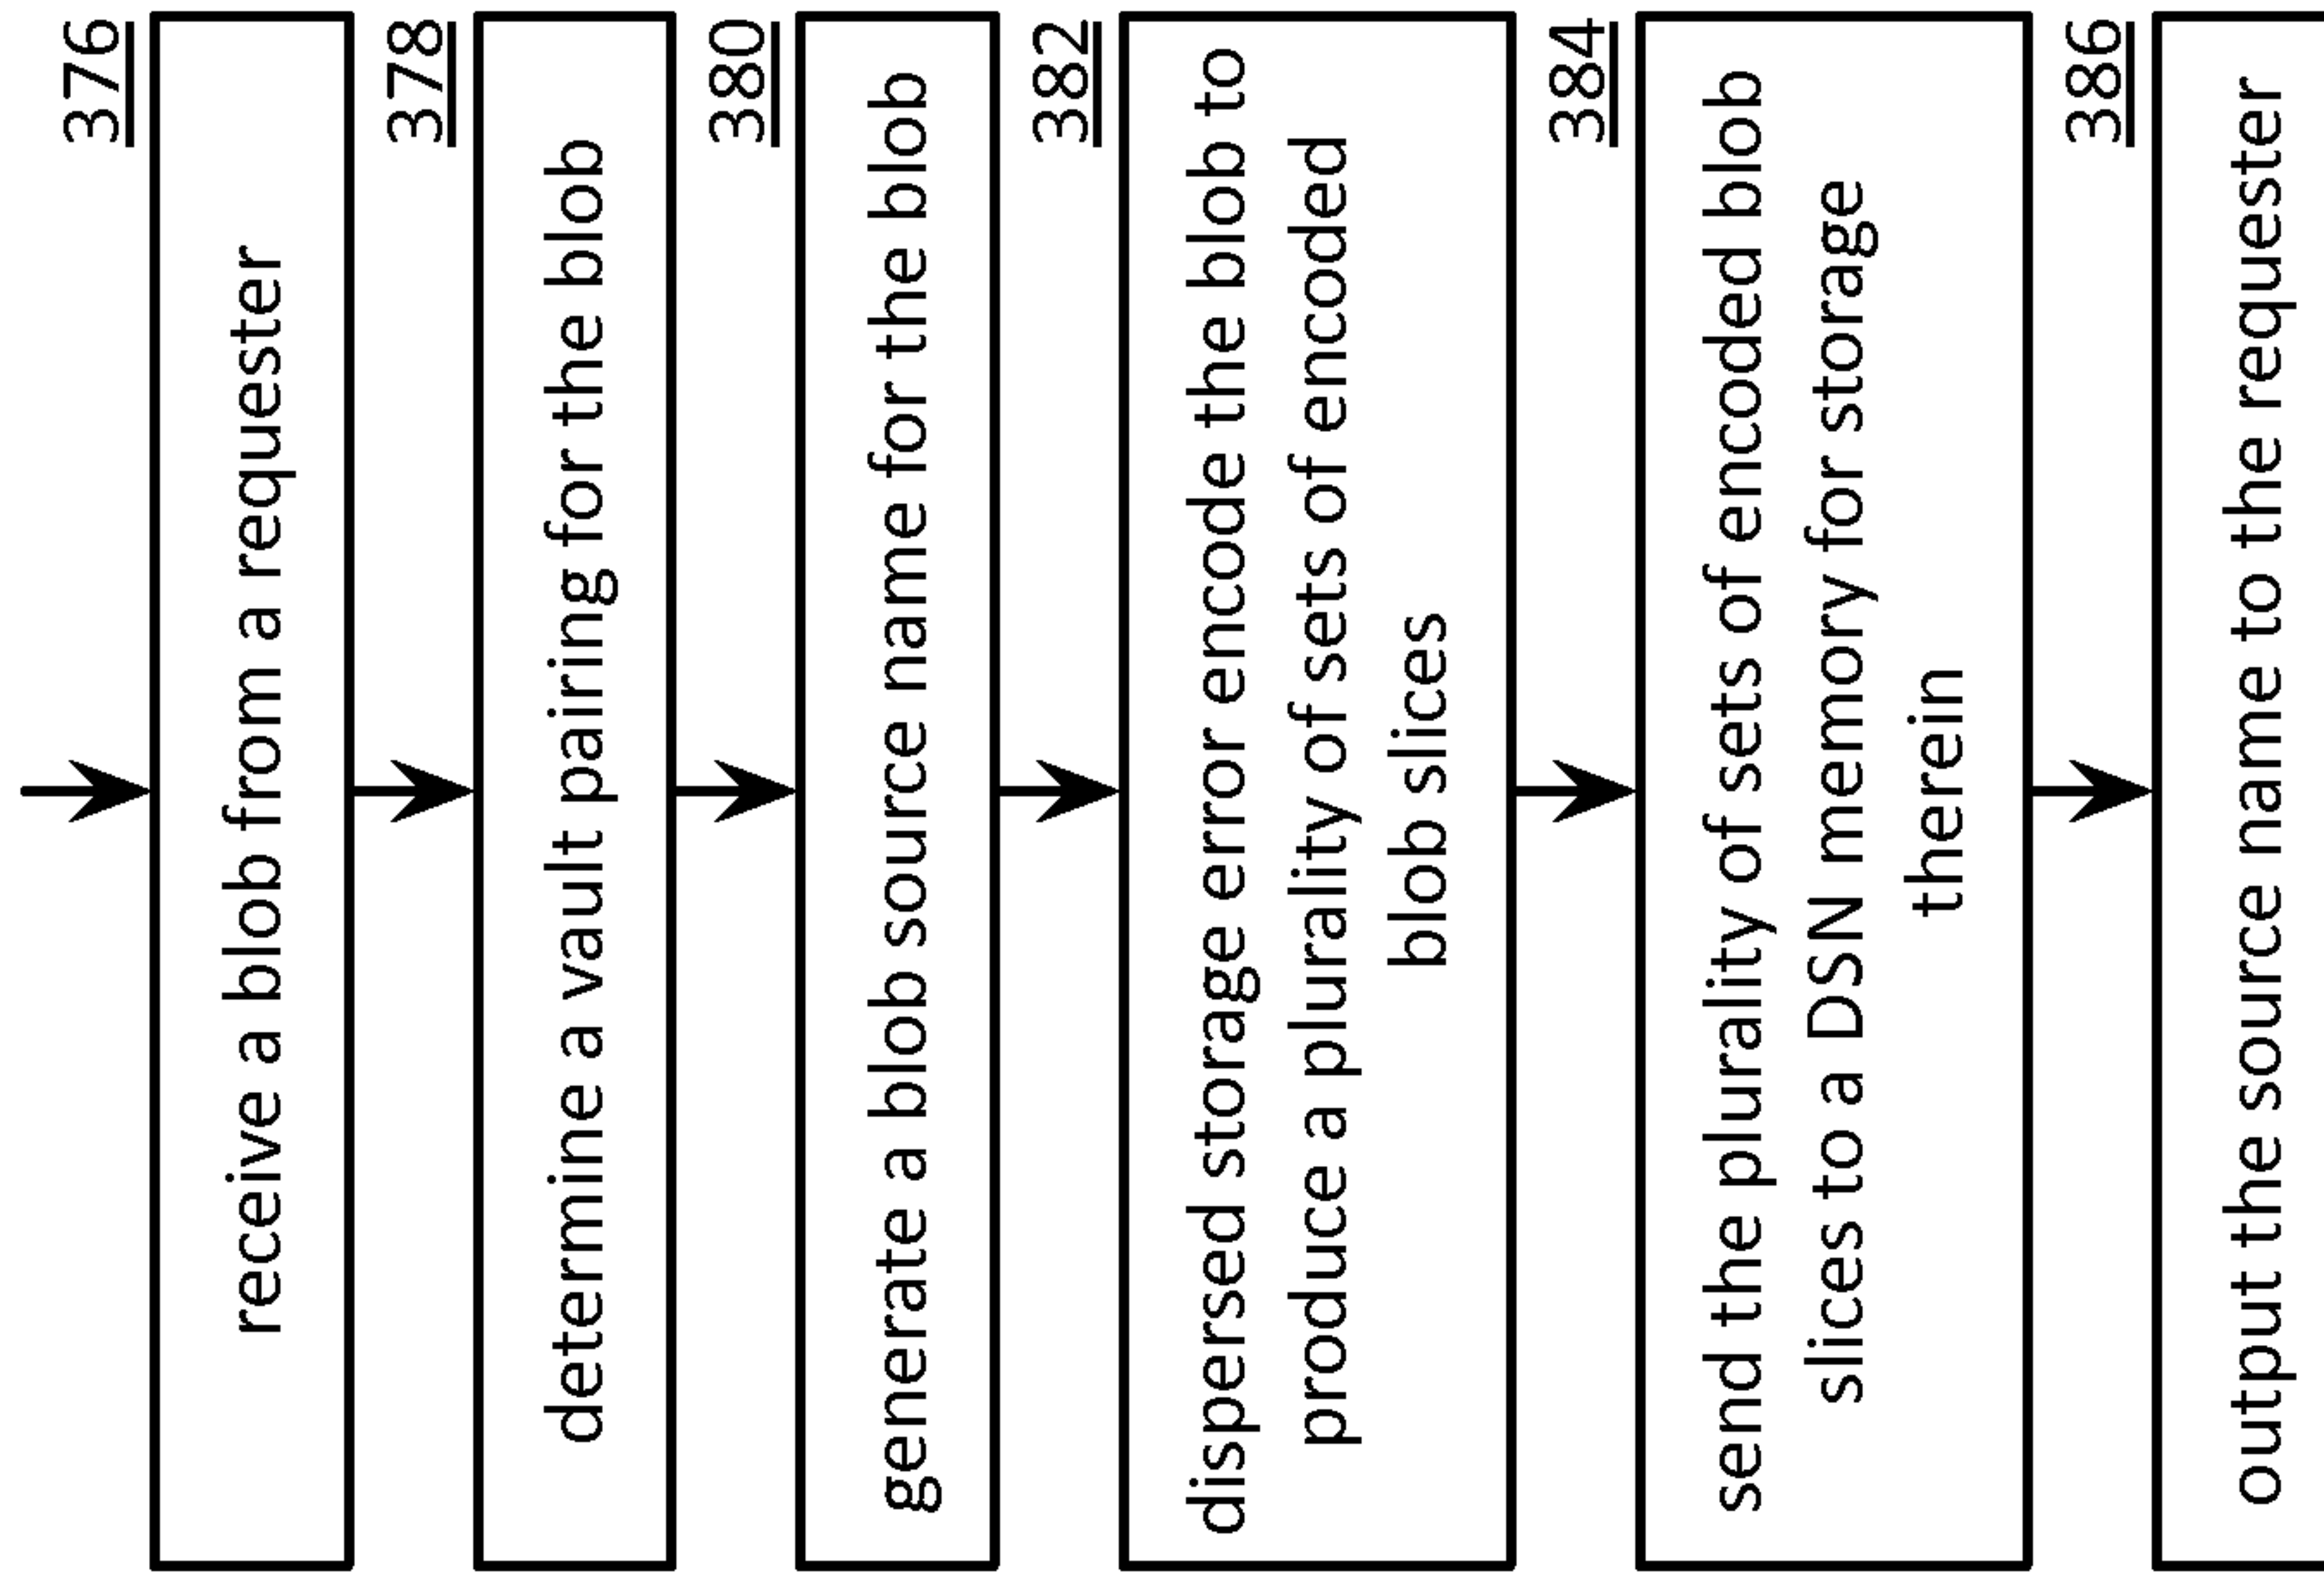 376
receive a blob from a requester
378
determine a vault pairing for the blob
380
generate a blob source name for the blob
382
dispersed storage error encode the blob to
produce a plurality of sets of encoded
blob slices
384
send the plurality of sets of encoded blob
slices to a DSN memory for storage
therein
386
output the source name to the requester